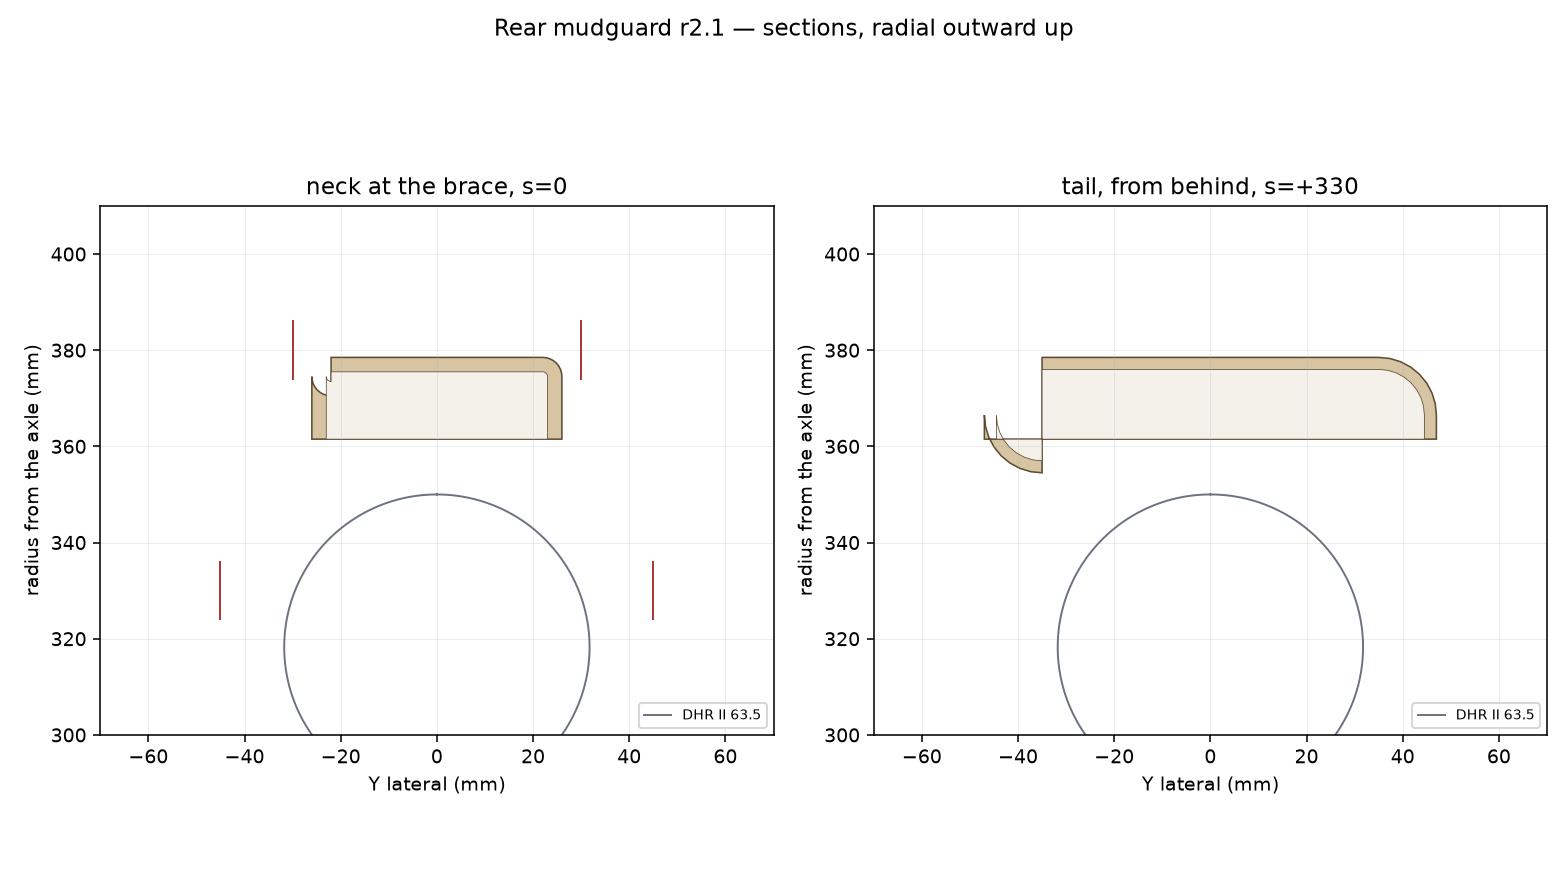 Rear mudguard r2.1 — sections, radial outward up
neck at the brace, s=0
radius from the axle (mm)
400
380
360
340
320
300
−60
−40
−20
0
20
40
60
Y lateral (mm)
DHR II 63.5
tail, from behind, s=+330
radius from the axle (mm)
400
380
360
340
320
300
−60
−40
−20
0
20
40
60
Y lateral (mm)
DHR II 63.5